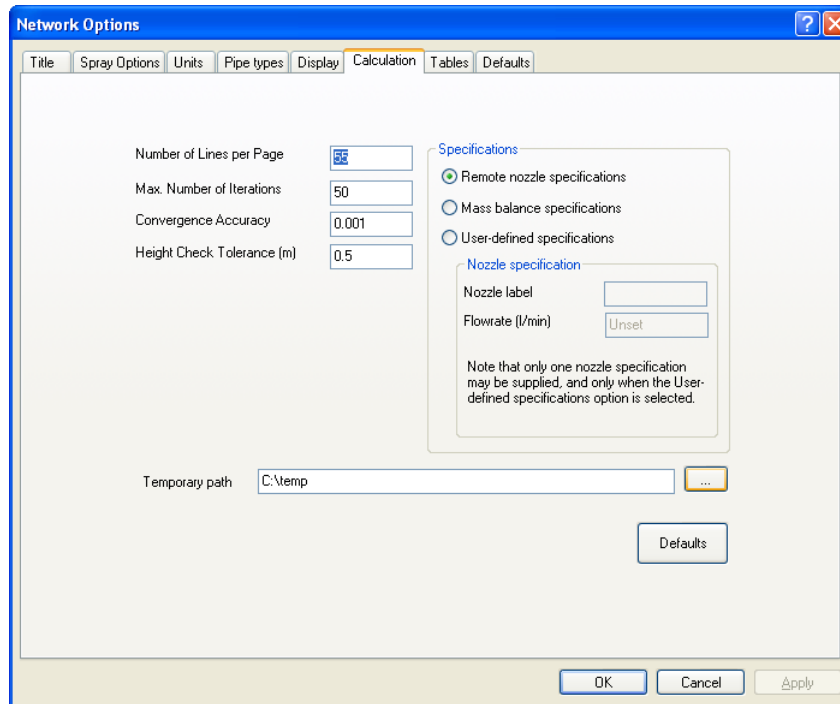 Network Options
Title Spray Options Units Pipe types Display Calculation Tables Defaults
Number of Lines per Page 55
Max. Number of Iterations 50
Convergence Accuracy 0.001
Height Check Tolerance (m) 0.5
Specifications
Remote nozzle specifications
Mass balance specifications
User-defined specifications
Nozzle specification
Nozzle label
Flowrate (l/min) Unset
Note that only one nozzle specification
may be supplied, and only when the User-
defined specifications option is selected.
Temporary path C:\temp ...
Defaults
OK Cancel Apply